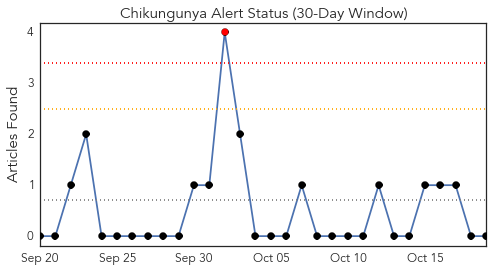 Chikungunya Alert Status (30-Day Window)
Articles Found
4
3
2
1
0
Sep 20 Sep 25 Sep 30 Oct 05 Oct 10 Oct 15